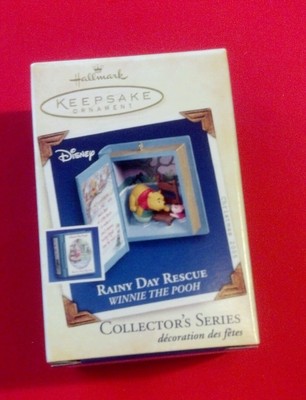 Hallmark
KEEPSAKE
ORNAMENT
Disney
RAINY DAY RESCUE
WINNIE THE POOH
COLLECTOR'S SERIES
décoration des fêtes